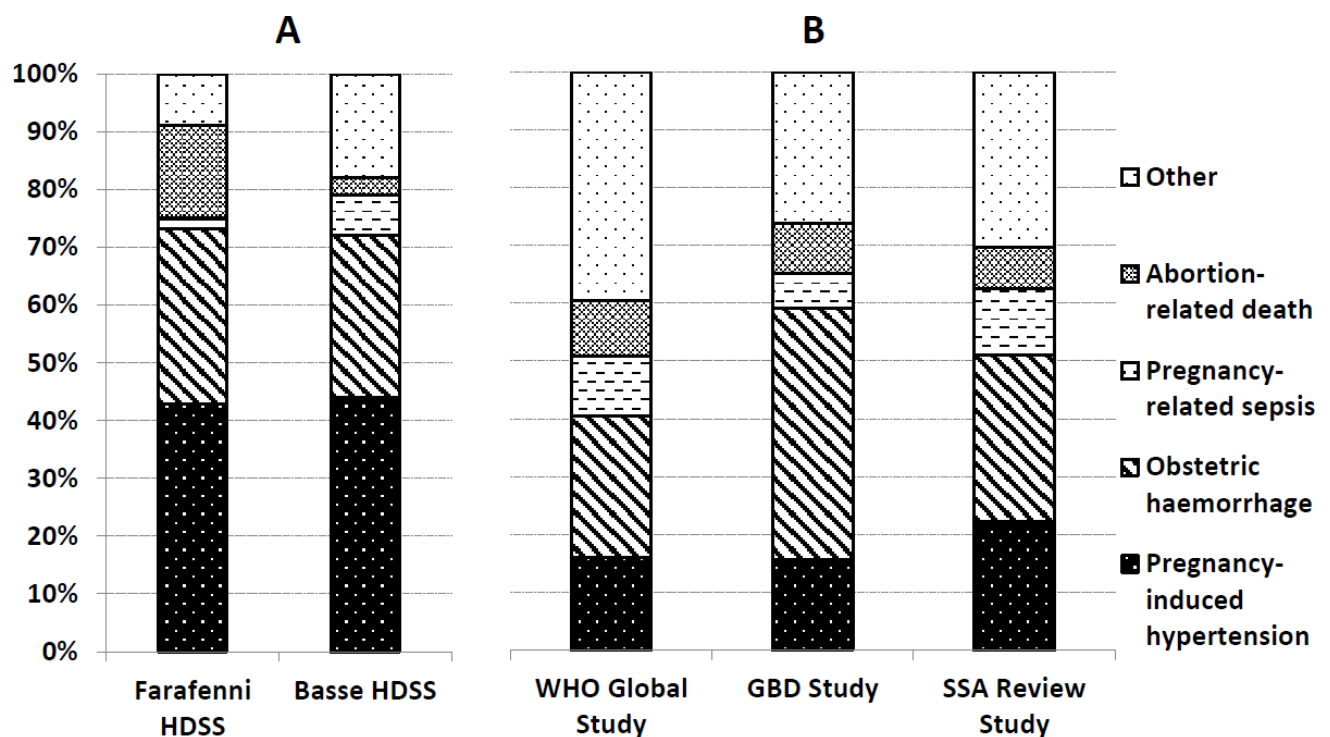 A
B
100%
90%
80%
70%
60%
50%
40%
30%
20%
10%
0%
Farafenni
HDSS
Basse HDSS
WHO Global
Study
GBD Study
SSA Review
Study
Other
Abortion-
related death
Pregnancy-
related sepsis
Obstetric
haemorrhage
Pregnancy-
induced
hypertension